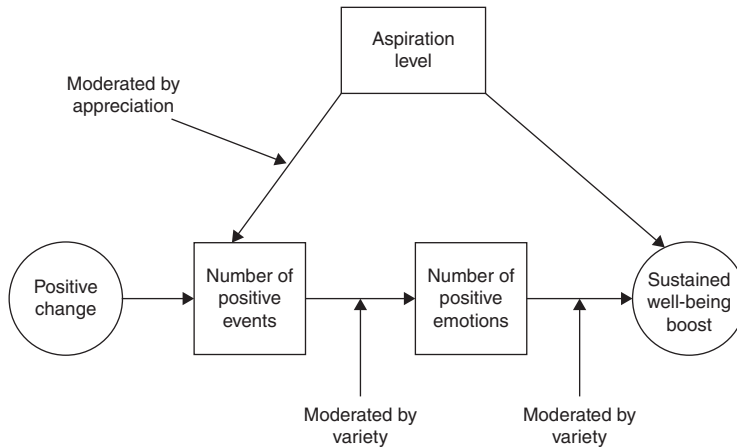 Aspiration
level
Moderated by
appreciation
Positive
change
Number of
positive
events
Number of
positive
emotions
Sustained
well-being
boost
Moderated by
variety
Moderated by
variety